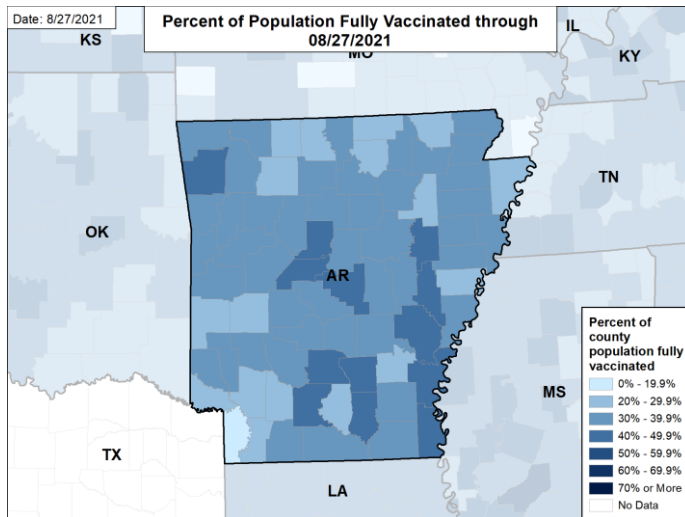 Date: 8/27/2021
Percent of Population Fully Vaccinated through
08/27/2021
KS
MO
IL
KY
OK
AR
TN
MS
TX
LA
Percent of
county
population fully
vaccinated
0% - 19.9%
20% - 29.9%
30% - 39.9%
40% - 49.9%
50% - 59.9%
60% - 69.9%
70% or More
No Data